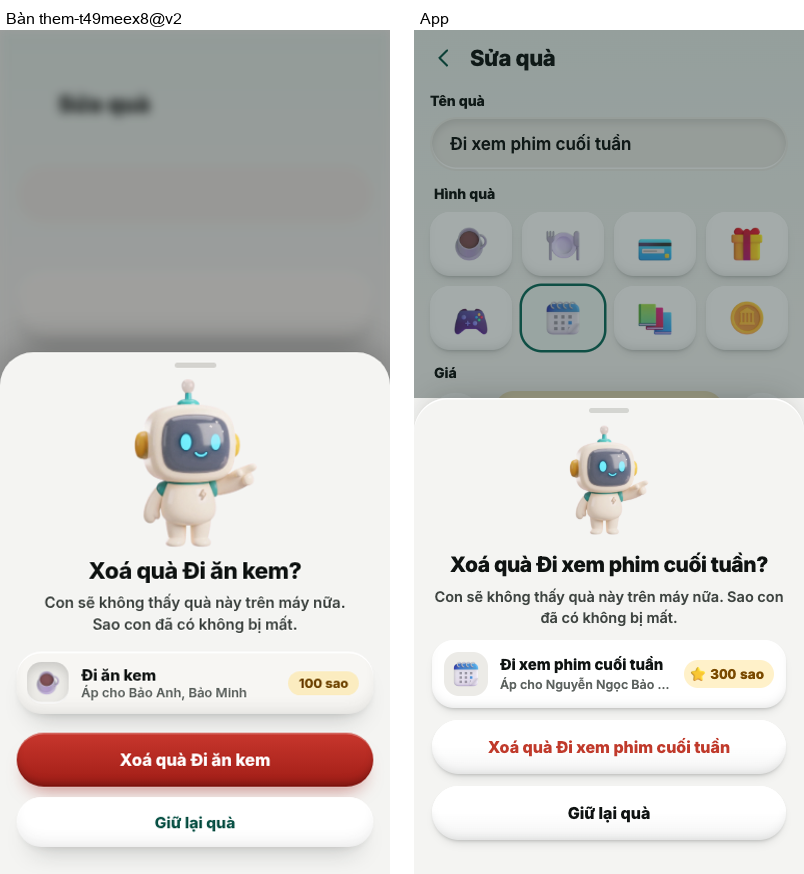 Bản them-t49meex8@v2
Sửa quà
Xoá quà Đi ăn kem?
Con sẽ không thấy quà này trên máy nữa.
Sao con đã có không bị mất.
Đi ăn kem
Áp cho Bảo Anh, Bảo Minh
100 sao
Xoá quà Đi ăn kem
Giữ lại quà
App
Sửa quà
Tên quà
Đi xem phim cuối tuần
Hình quà
Giá
Xoá quà Đi xem phim cuối tuần?
Con sẽ không thấy quà này trên máy nữa. Sao con
đã có không bị mất.
Đi xem phim cuối tuần
Áp cho Nguyễn Ngọc Bảo ...
300 sao
Xoá quà Đi xem phim cuối tuần
Giữ lại quà